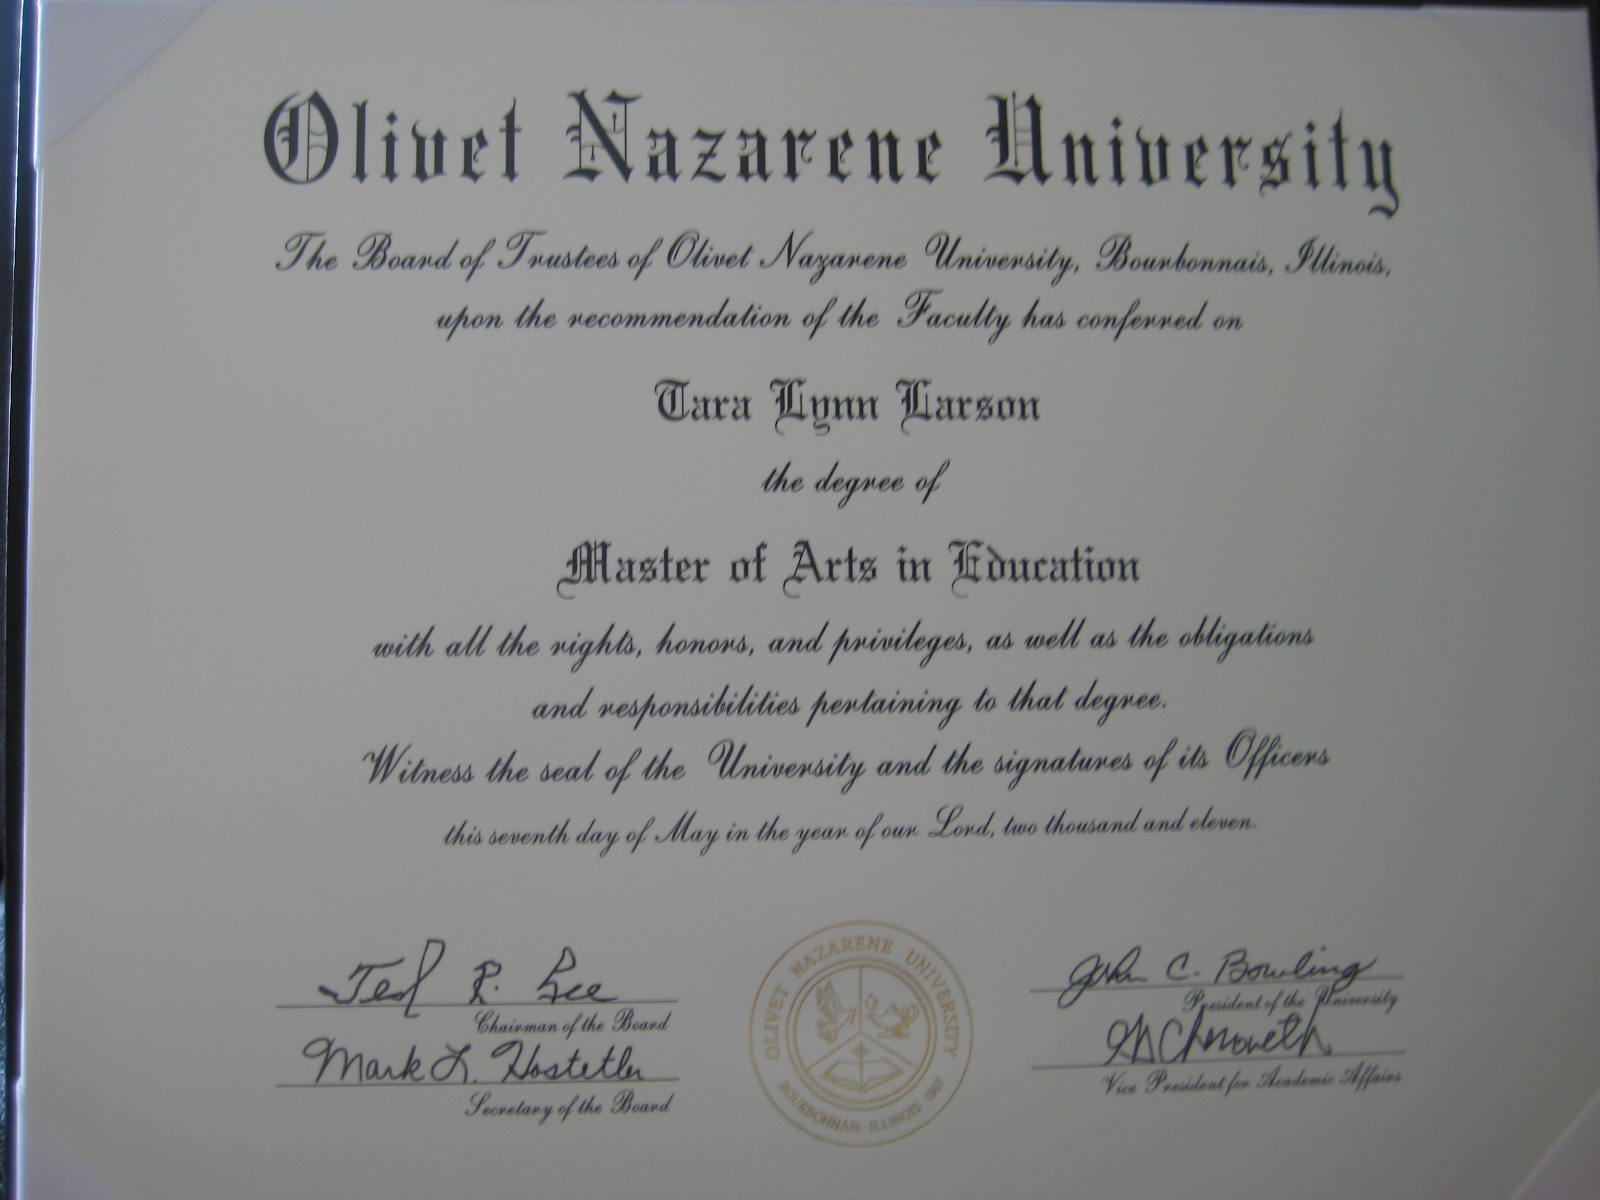 Olivet Nazarene University
The Board of Trustees of Olivet Nazarene University, Bourbonnais, Illinois,
upon the recommendation of the Faculty has conferred on
Tara Lynn Larson
the degree of
Master of Arts in Education
with all the rights, honors, and privileges, as well as the obligations
and responsibilities pertaining to that degree.
Witness the seal of the University and the signatures of its Officers
this seventh day of May in the year of our Lord, two thousand and eleven.
Ted R. Lee
Chairman of the Board
Mark L. Hostetler
Secretary of the Board
OLIVET NAZARENE UNIVERSITY
BOURBONNAIS ILLINOIS 1907
John C. Bowling
President of the University
Chenoweth
Vice President for Academic Affairs